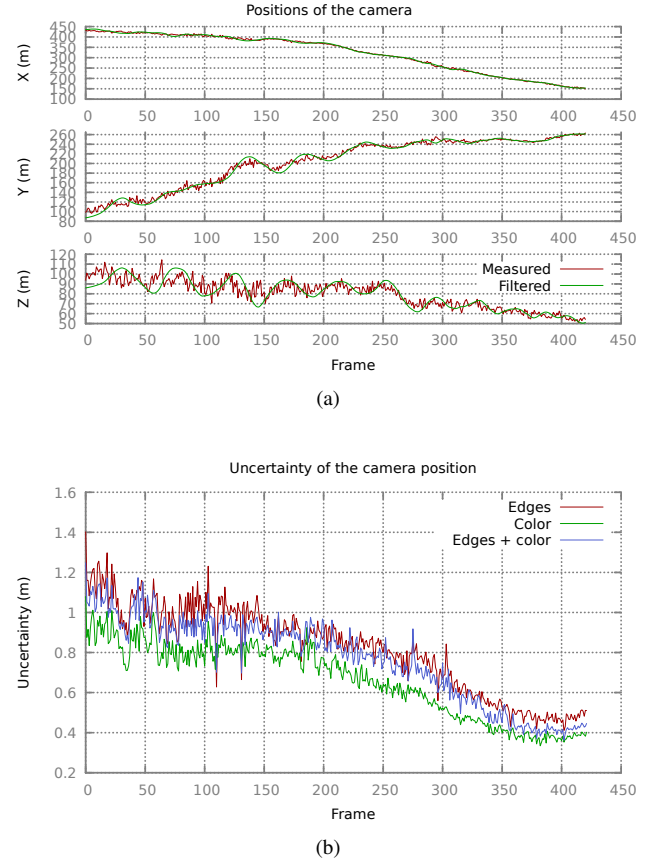 Positions of the camera
450
400
350
300
250
200
150
100
X (m)
0 50 100 150 200 250 300 350 400 450
260
240
220
200
180
160
140
120
100
80
Y (m)
0 50 100 150 200 250 300 350 400 450
120
110
100
90
80
70
60
50
Z (m)
Measured
Filtered
0 50 100 150 200 250 300 350 400 450
Frame
(a)
Uncertainty of the camera position
1.6
1.4
1.2
1
0.8
0.6
0.4
0.2
Uncertainty (m)
Edges
Color
Edges + color
0 50 100 150 200 250 300 350 400 450
Frame
(b)